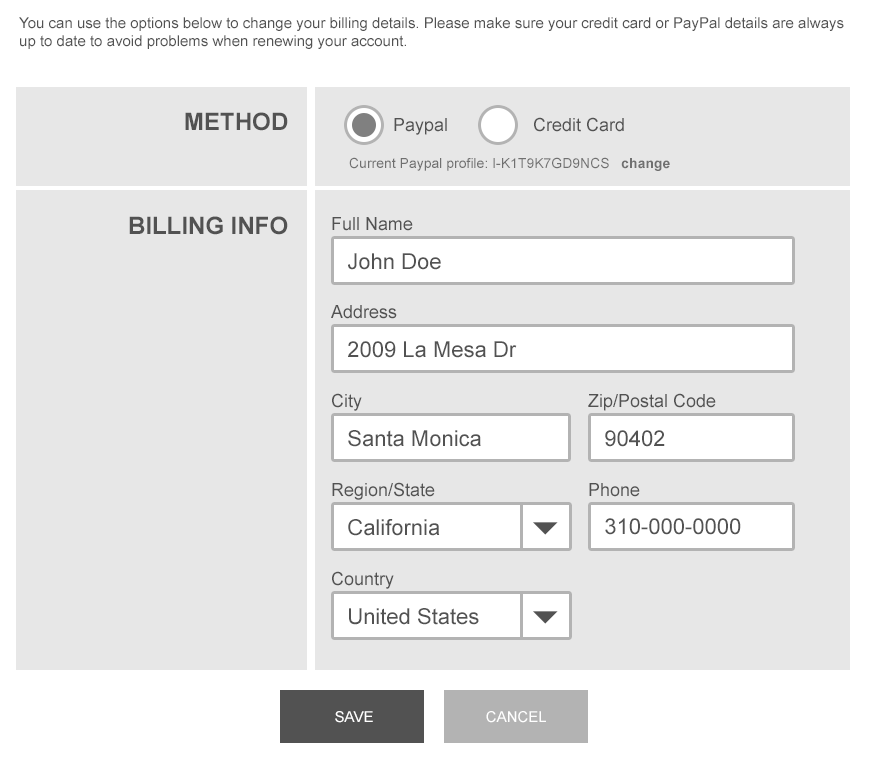 You can use the options below to change your billing details. Please make sure your credit card or PayPal details are always
up to date to avoid problems when renewing your account.
METHOD
Paypal Credit Card
Current Paypal profile: I-K1T9K7GD9NCS change
BILLING INFO
Full Name
John Doe
Address
2009 La Mesa Dr
City Zip/Postal Code
Santa Monica 90402
Region/State Phone
California 310-000-0000
Country
United States
SAVE CANCEL